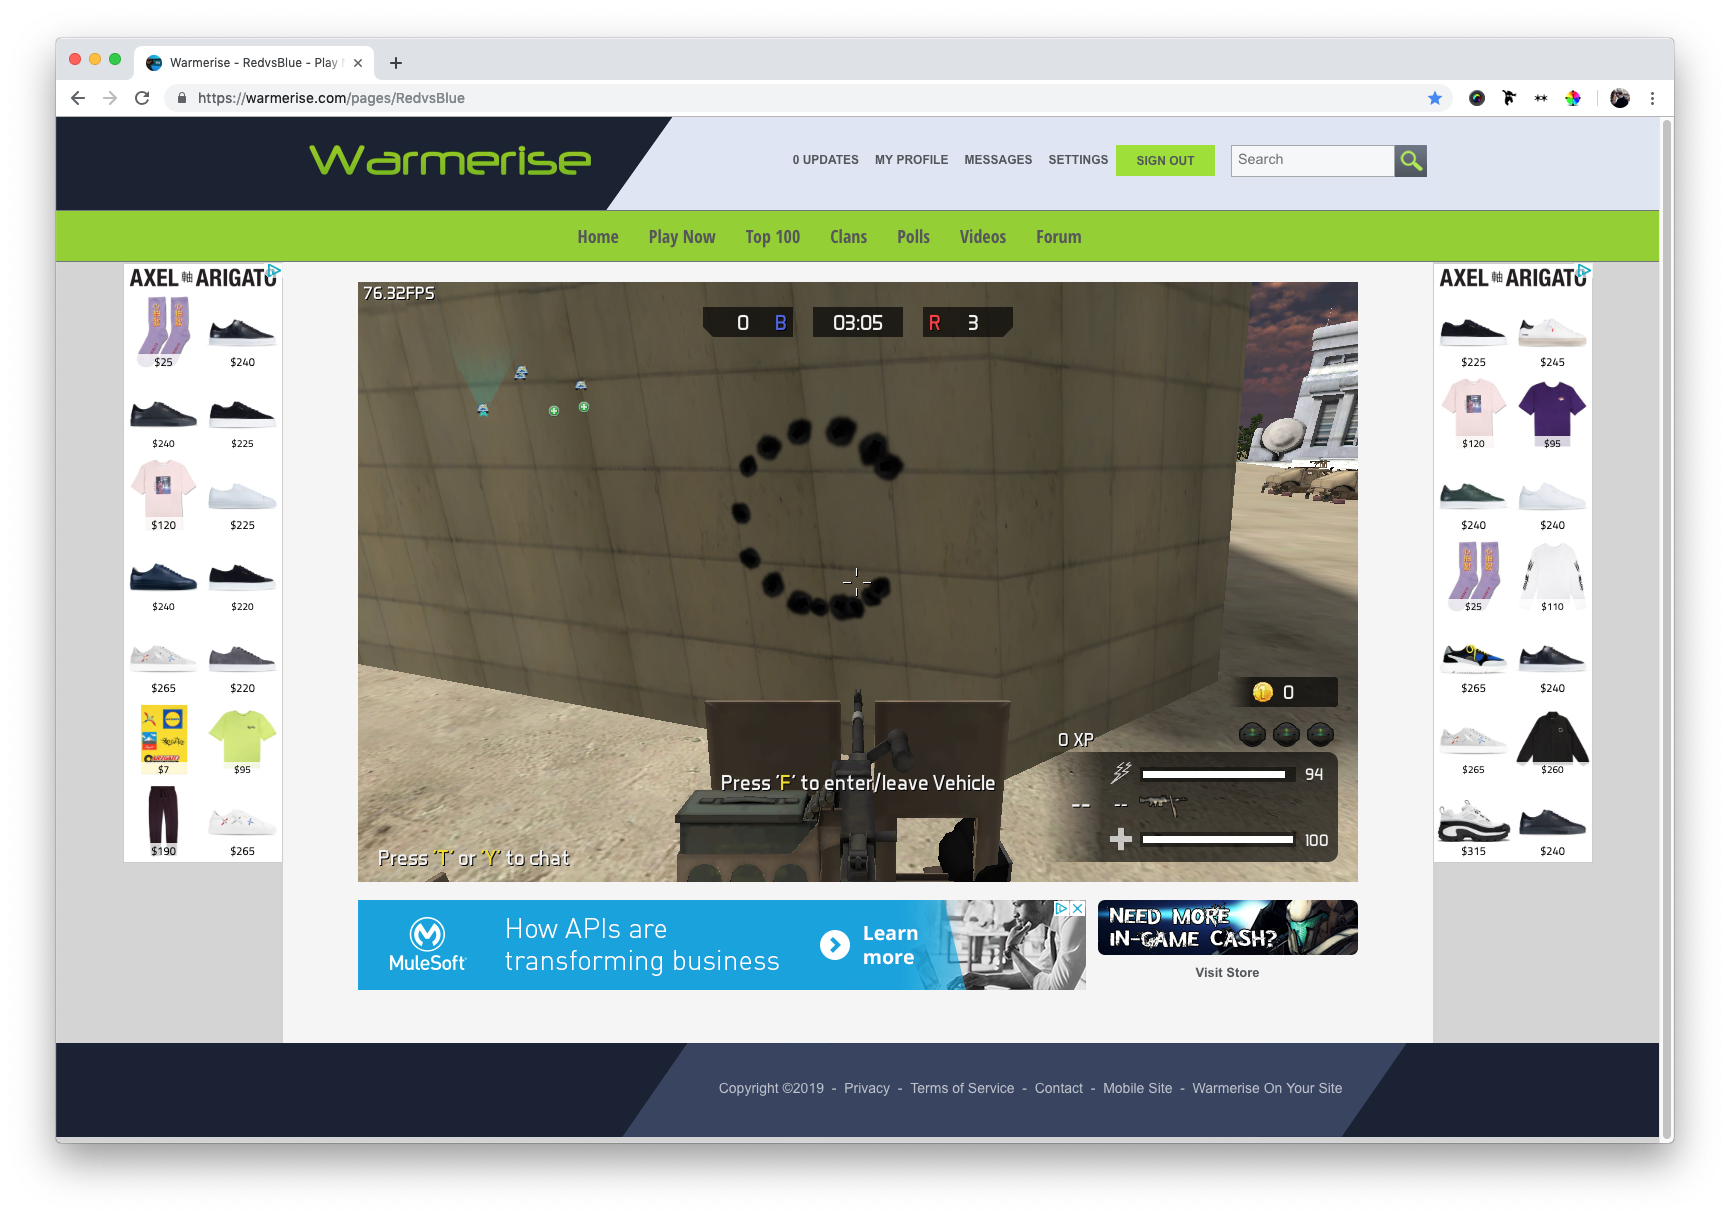 Warmerise - RedvsBlue - Play
https://warmerise.com/pages/RedvsBlue
Warmerise
0 UPDATES MY PROFILE MESSAGES SETTINGS SIGN OUT Search
Home Play Now Top 100 Clans Polls Videos Forum
AXEL 軸 ARIGATO
$25 $240
$240 $225
$120 $225
$240 $220
$265 $220
$7 $95
$190 $265
76.32FPS
0 B 03:05 R 3
0
0 XP
94
Press 'F' to enter/leave Vehicle
-- --
100
Press 'T' or 'Y' to chat
AXEL 軸 ARIGATO
$225 $245
$120 $95
$240 $240
$25 $110
$265 $240
$265 $260
$315 $240
MuleSoft
How APIs are
transforming business
Learn
more
NEED MORE
IN-GAME CASH?
Visit Store
Copyright ©2019 - Privacy - Terms of Service - Contact - Mobile Site - Warmerise On Your Site